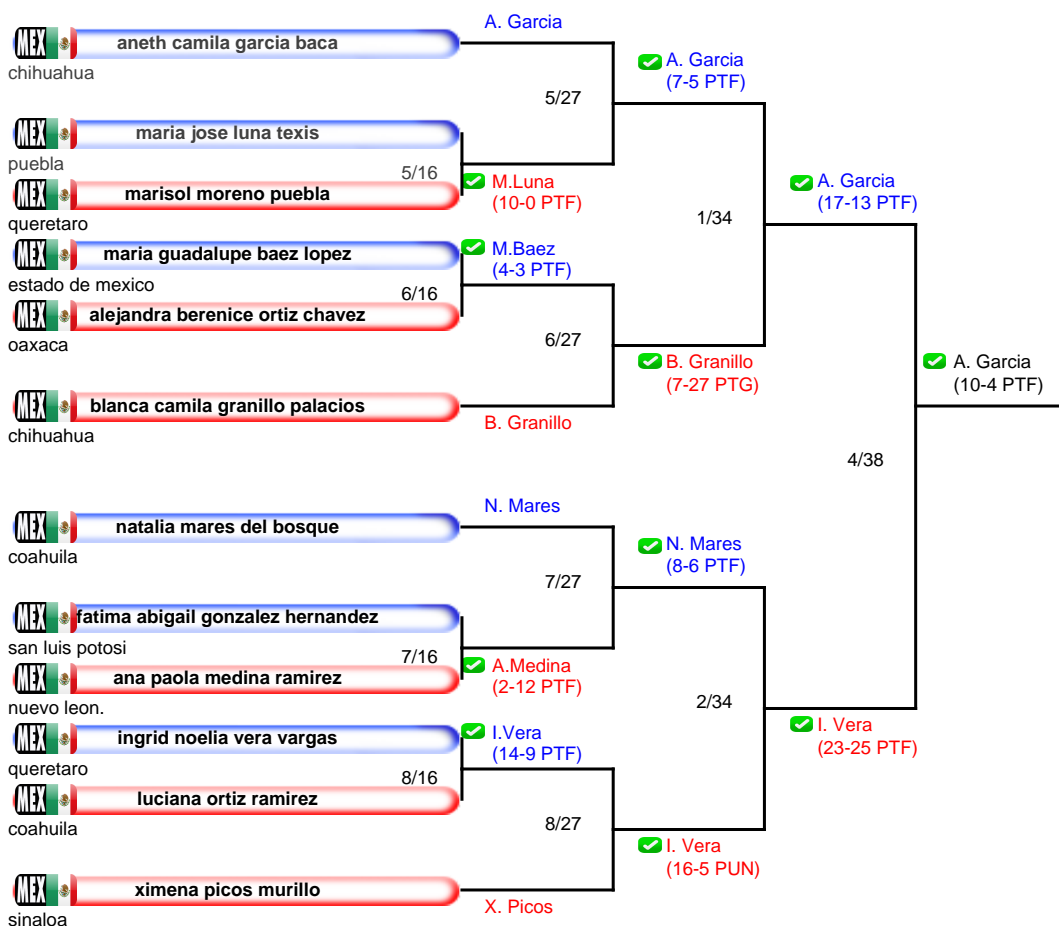 A. Garcia
MEX aneth camila garcia baca
chihuahua
A. Garcia
(7-5 PTF)
5/27
MEX maria jose luna texis
puebla
5/16
M.Luna
(10-0 PTF)
MEX marisol moreno puebla
queretaro
A. Garcia
(17-13 PTF)
1/34
MEX maria guadalupe baez lopez
estado de mexico
M.Baez
(4-3 PTF)
6/16
MEX alejandra berenice ortiz chavez
oaxaca
6/27
B. Granillo
(7-27 PTG)
A. Garcia
(10-4 PTF)
MEX blanca camila granillo palacios
chihuahua
B. Granillo
4/38
N. Mares
MEX natalia mares del bosque
coahuila
N. Mares
(8-6 PTF)
7/27
MEX fatima abigail gonzalez hernandez
san luis potosi
7/16
A.Medina
(2-12 PTF)
MEX ana paola medina ramirez
nuevo leon.
2/34
I. Vera
(23-25 PTF)
MEX ingrid noelia vera vargas
queretaro
I.Vera
(14-9 PTF)
8/16
MEX luciana ortiz ramirez
coahuila
8/27
I. Vera
(16-5 PUN)
MEX ximena picos murillo
sinaloa
X. Picos